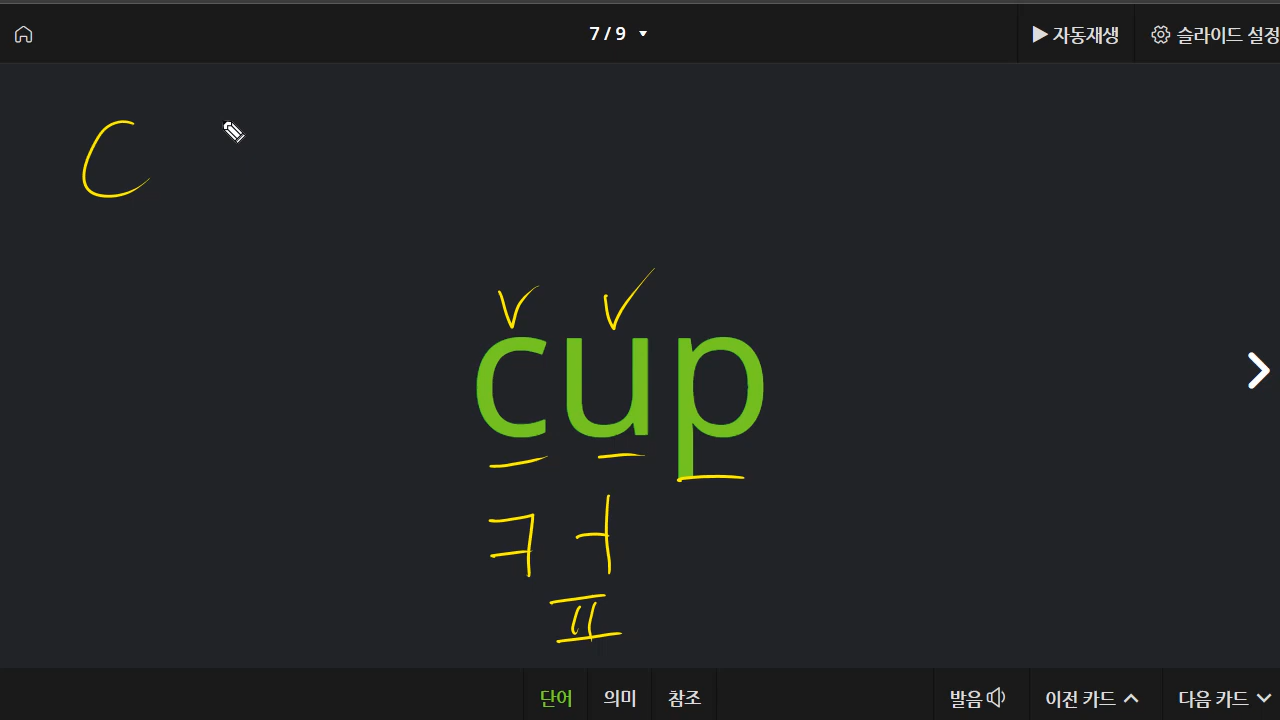 7 / 9
자동재생
슬라이드 설정
C
cup
ㅋ ㅓ
ㅍ
단어
의미
참조
발음
이전 카드
다음 카드